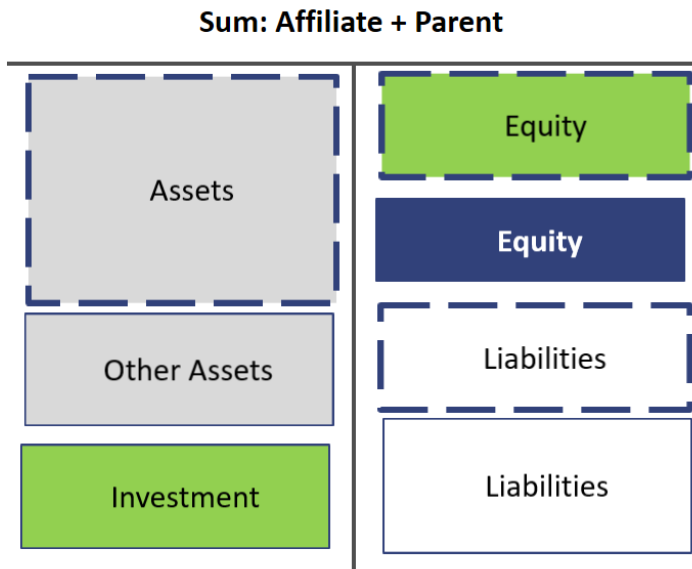 Sum: Affiliate + Parent
Assets
Other Assets
Investment
Equity
Equity
Liabilities
Liabilities